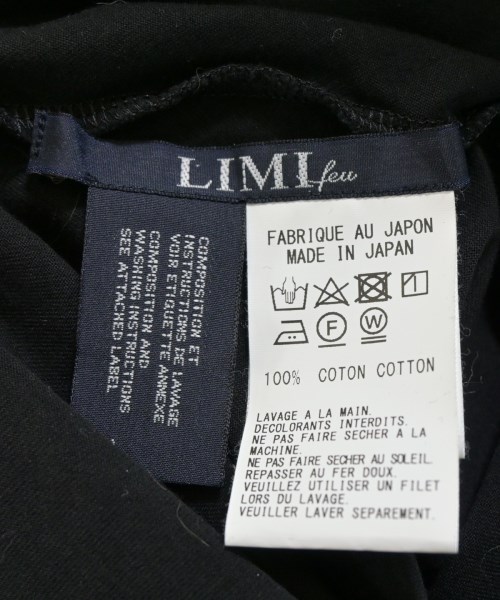 LIMI feu
COMPOSITION ET
INSTRUCTIONS DE LAVAGE
VOIR ETIQUETTE ANNEXE
COMPOSITION AND
WASHING INSTRUCTIONS
SEE ATTACHED LABEL
FABRIQUE AU JAPON
MADE IN JAPAN
F W
100% COTON COTTON
LAVAGE A LA MAIN.
DECOLORANTS INTERDITS.
NE PAS FAIRE SECHER A LA
MACHINE.
NE PAS FAIRE SECHER AU SOLEIL.
REPASSER AU FER DOUX.
VEUILLEZ UTILISER UN FILET
LORS DU LAVAGE.
VEUILLER LAVER SEPAREMENT.